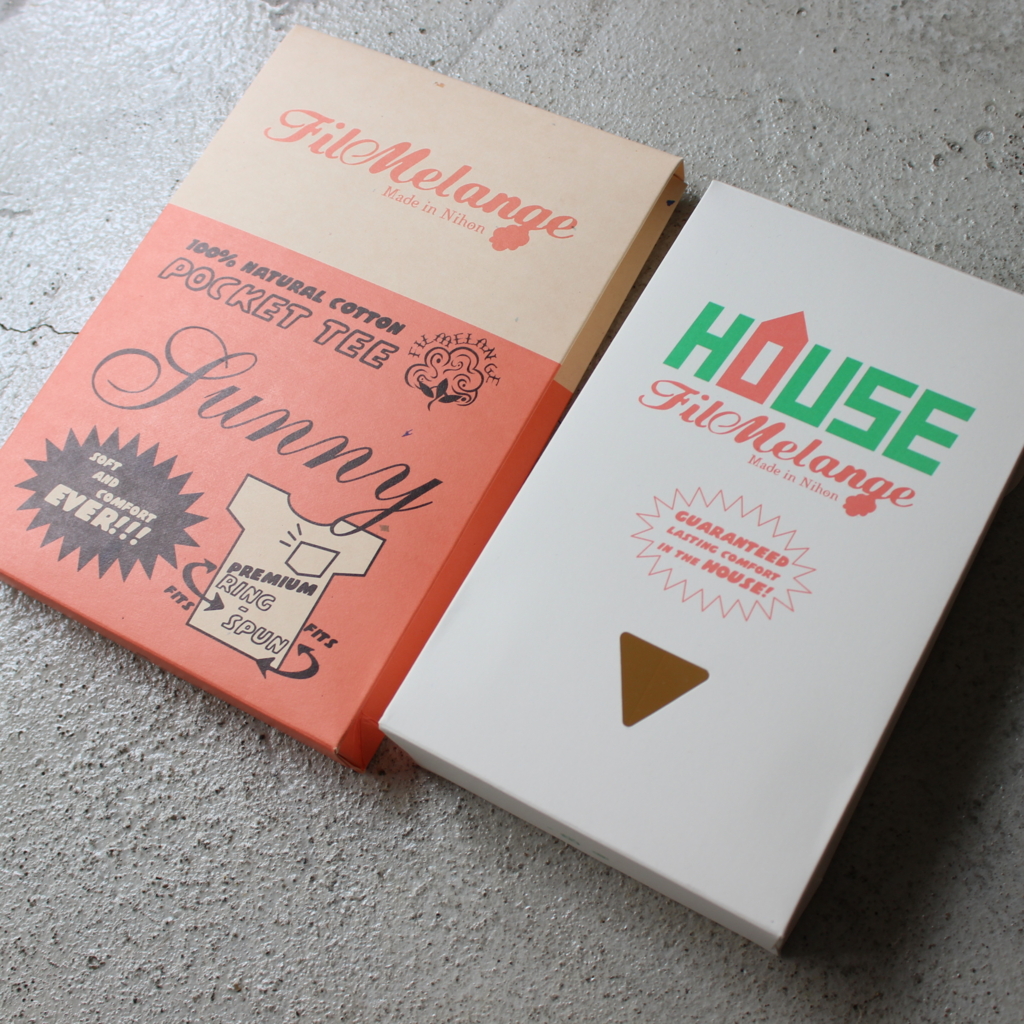 FilMelange
Made in Nihon
100% NATURAL COTTON
POCKET TEE
FILMELANGE
Sunny
SOFT
AND
COMFORT
EVER!!!
PREMIUM
RING
-
SPUN
FITS
FITS
HOUSE
FilMelange
Made in Nihon
GUARANTEED
LASTING COMFORT
IN THE HOUSE!